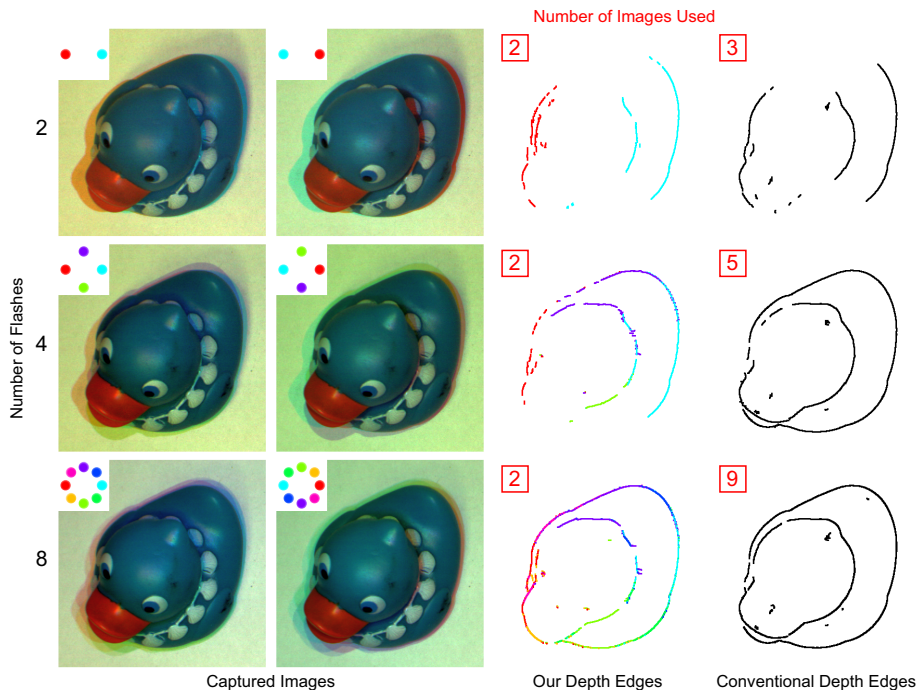 Number of Images Used
2
3
2
2
5
4
2
9
8
Number of Flashes
Captured Images
Our Depth Edges
Conventional Depth Edges